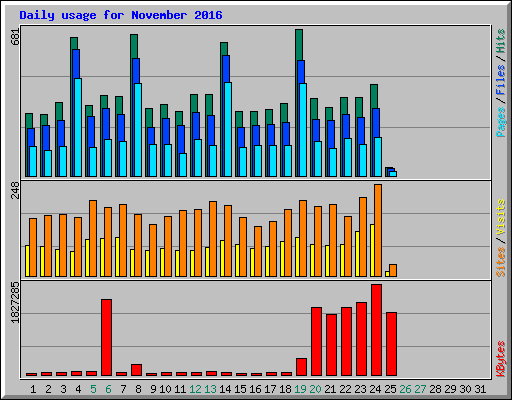 Daily usage for November 2016
681
Pages / Files / Hits
248
Sites / Visits
1827285
KBytes
1 2 3 4 5 6 7 8 9 10 11 12 13 14 15 16 17 18 19 20 21 22 23 24 25 26 27 28 29 30 31